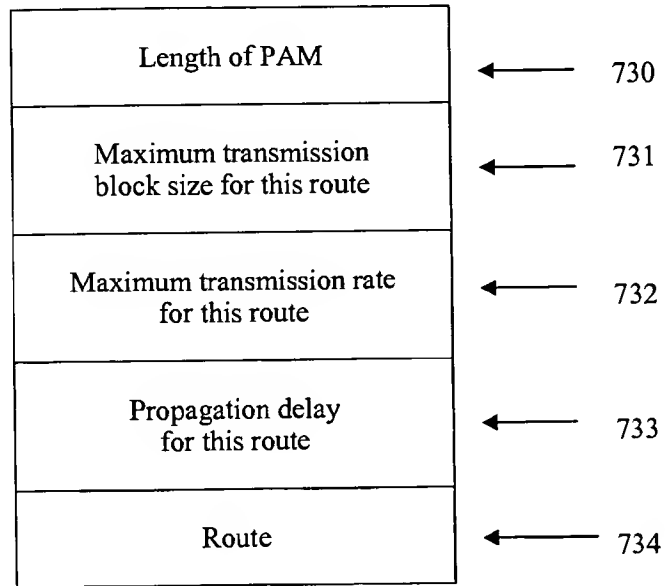 Length of PAM
730
Maximum transmission
block size for this route
731
Maximum transmission rate
for this route
732
Propagation delay
for this route
733
Route
734